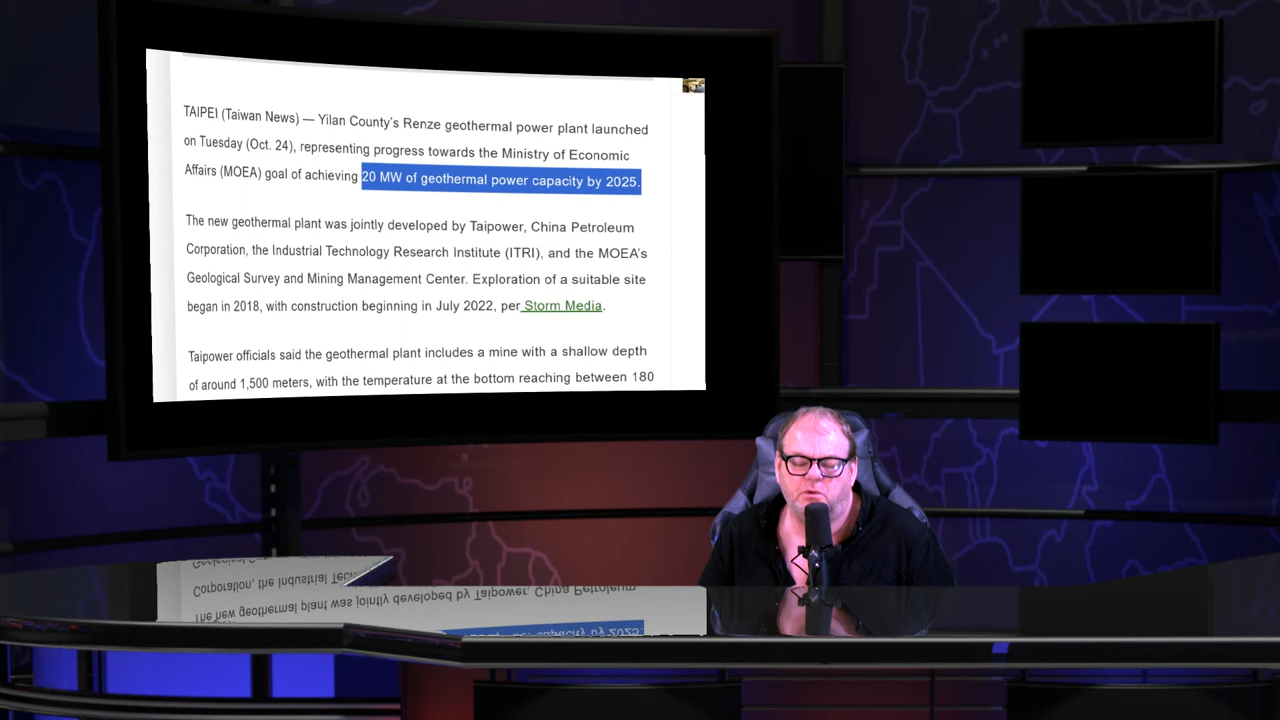 TAIPEI (Taiwan News) — Yilan County's Renze geothermal power plant launched
on Tuesday (Oct. 24), representing progress towards the Ministry of Economic
Affairs (MOEA) goal of achieving 20 MW of geothermal power capacity by 2025.
The new geothermal plant was jointly developed by Taipower, China Petroleum
Corporation, the Industrial Technology Research Institute (ITRI), and the MOEA's
Geological Survey and Mining Management Center. Exploration of a suitable site
began in 2018, with construction beginning in July 2022, per Storm Media.
Taipower officials said the geothermal plant includes a mine with a shallow depth
of around 1,500 meters, with the temperature at the bottom reaching between 180